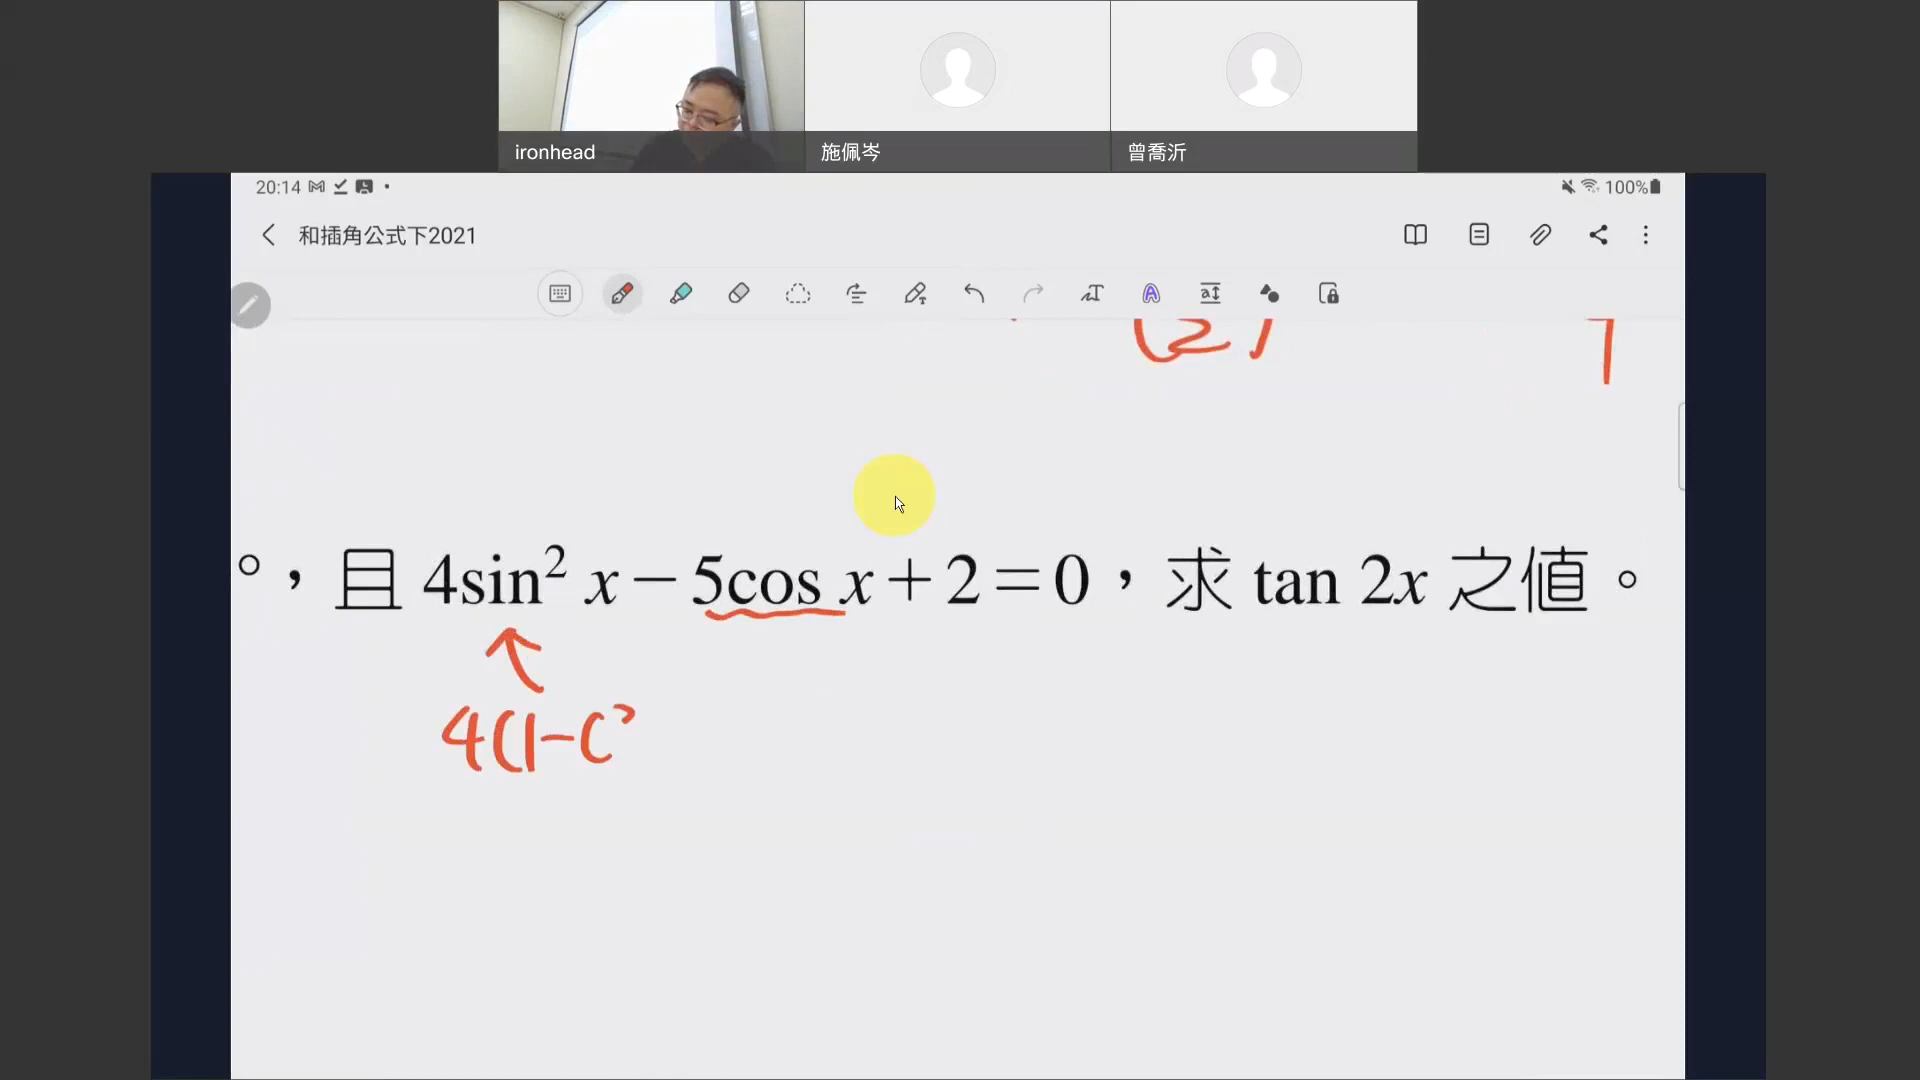 ironhead
施佩岑
曾喬沂
20:14
100%
和插角公式下2021
(2)
°，且 4sin² x－5cos x＋2＝0，求 tan 2x 之值。
4(1-C²